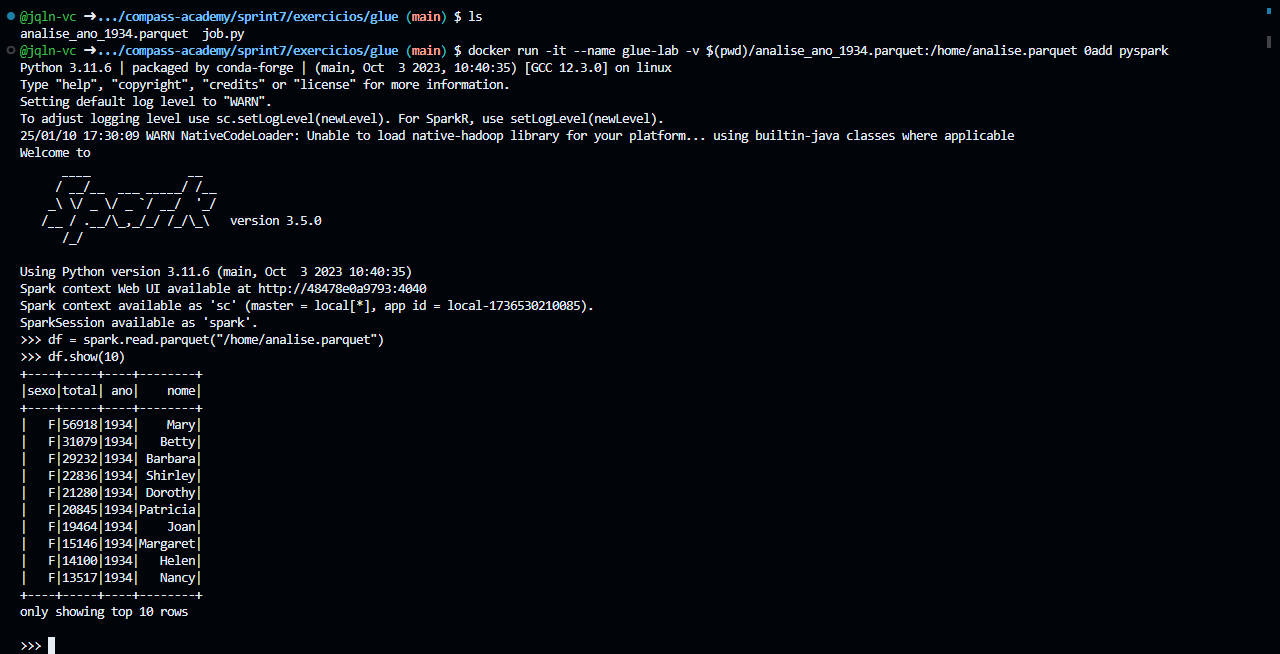 @jqln-vc ➜.../compass-academy/sprint7/exercicios/glue (main) $ ls
analise_ano_1934.parquet  job.py
@jqln-vc ➜.../compass-academy/sprint7/exercicios/glue (main) $ docker run -it --name glue-lab -v $(pwd)/analise_ano_1934.parquet:/home/analise.parquet 0add pyspark
Python 3.11.6 | packaged by conda-forge | (main, Oct  3 2023, 10:40:35) [GCC 12.3.0] on linux
Type "help", "copyright", "credits" or "license" for more information.
Setting default log level to "WARN".
To adjust logging level use sc.setLogLevel(newLevel). For SparkR, use setLogLevel(newLevel).
25/01/10 17:30:09 WARN NativeCodeLoader: Unable to load native-hadoop library for your platform... using builtin-java classes where applicable
Welcome to
      ____              __
     / __/__  ___ _____/ /__
    _\ \/ _ \/ _ `/ __/  '_/
   /__ / .__/\_,_/_/ /_/\_\   version 3.5.0
      /_/
Using Python version 3.11.6 (main, Oct  3 2023 10:40:35)
Spark context Web UI available at http://48478e0a9793:4040
Spark context available as 'sc' (master = local[*], app id = local-1736530210085).
SparkSession available as 'spark'.
>>> df = spark.read.parquet("/home/analise.parquet")
>>> df.show(10)
+----+-----+----+--------+
|sexo|total| ano|    nome|
+----+-----+----+--------+
|   F|56918|1934|    Mary|
|   F|31079|1934|   Betty|
|   F|29232|1934| Barbara|
|   F|22836|1934| Shirley|
|   F|21280|1934| Dorothy|
|   F|20845|1934|Patricia|
|   F|19464|1934|    Joan|
|   F|15146|1934|Margaret|
|   F|14100|1934|   Helen|
|   F|13517|1934|   Nancy|
+----+-----+----+--------+
only showing top 10 rows
>>>